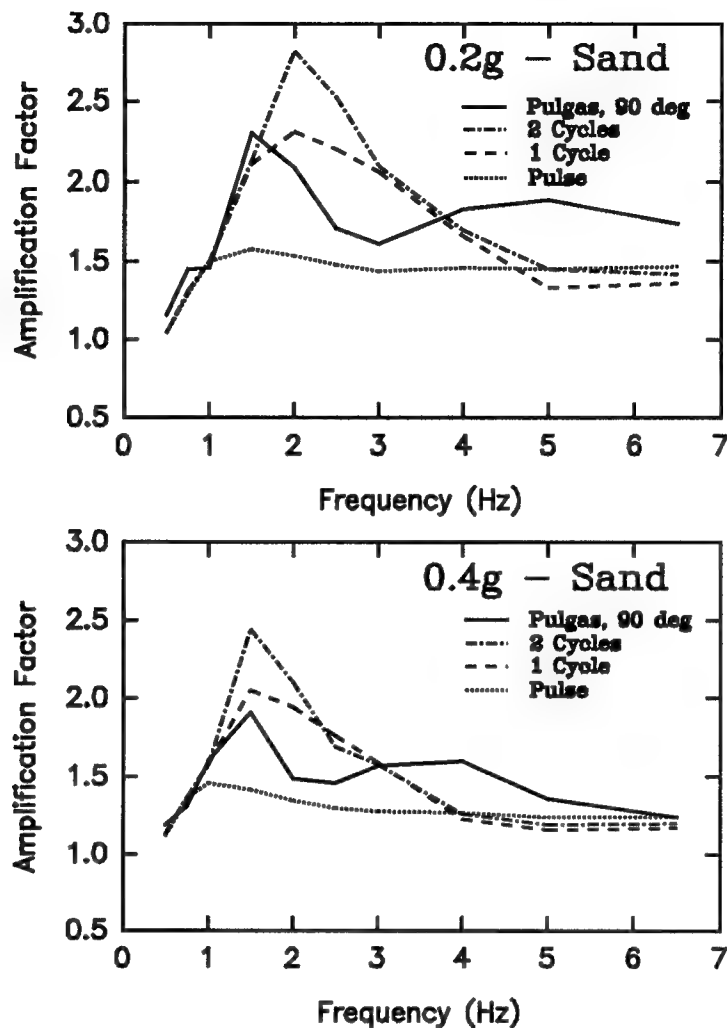 3.0
2.5
2.0
1.5
1.0
0.5
Amplification Factor
0.2g – Sand
Pulgas, 90 deg
2 Cycles
1 Cycle
Pulse
0 1 2 3 4 5 6 7
Frequency (Hz)
3.0
2.5
2.0
1.5
1.0
0.5
Amplification Factor
0.4g – Sand
Pulgas, 90 deg
2 Cycles
1 Cycle
Pulse
0 1 2 3 4 5 6 7
Frequency (Hz)